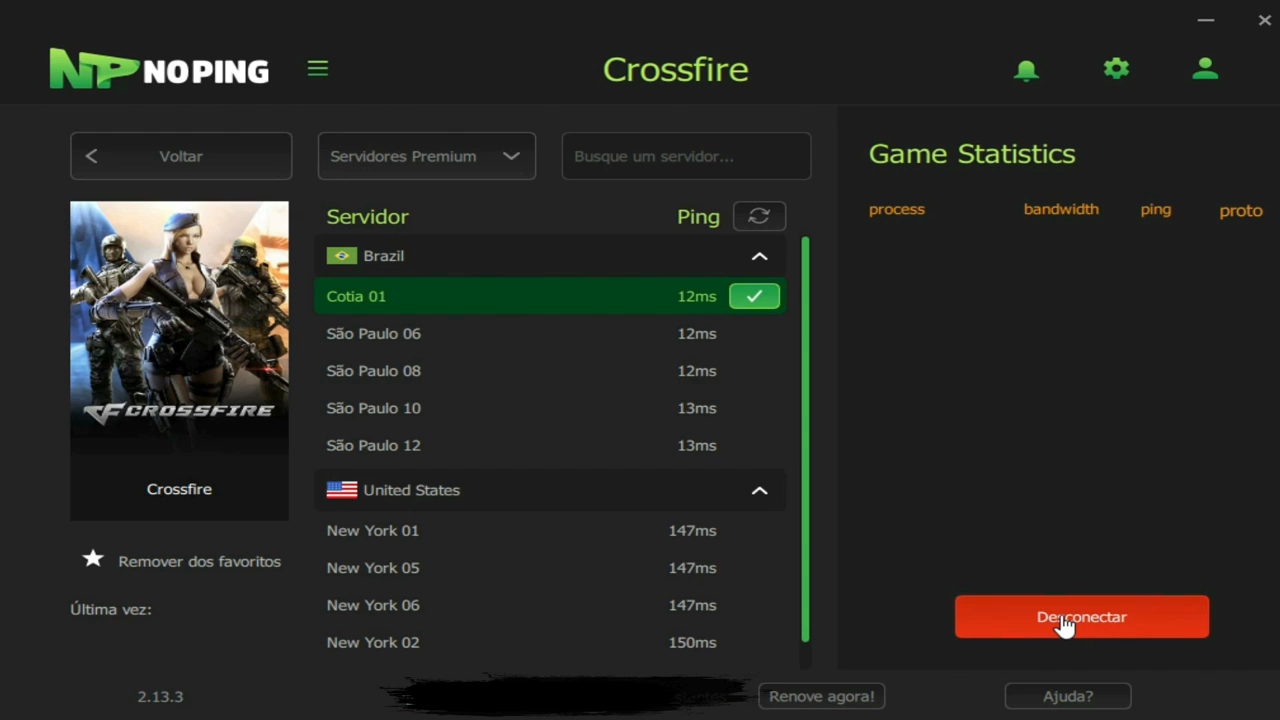 NP NOPING
Crossfire
Voltar
Servidores Premium
Busque um servidor...
Servidor Ping
Brazil
Cotia 01 12ms
São Paulo 06 12ms
São Paulo 08 12ms
São Paulo 10 13ms
São Paulo 12 13ms
United States
New York 01 147ms
New York 05 147ms
New York 06 147ms
New York 02 150ms
CROSSFIRE
Crossfire
Remover dos favoritos
Última vez:
Game Statistics
process bandwidth ping proto
Desconectar
2.13.3
Renove agora!
Ajuda?